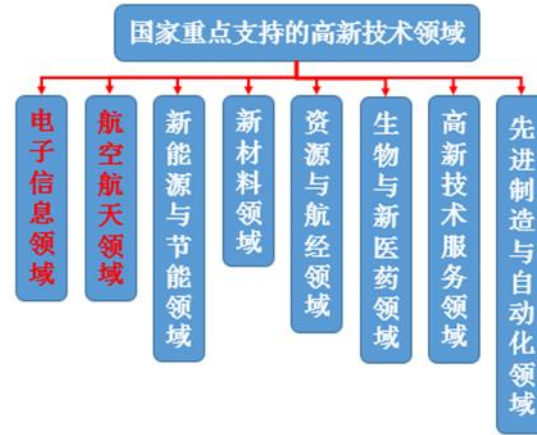 国家重点支持的高新技术领域
电子信息领域
航空航天领域
新能源与节能领域
新材料领域
资源与航经领域
生物与新医药领域
高新技术服务领域
先进制造与自动化领域